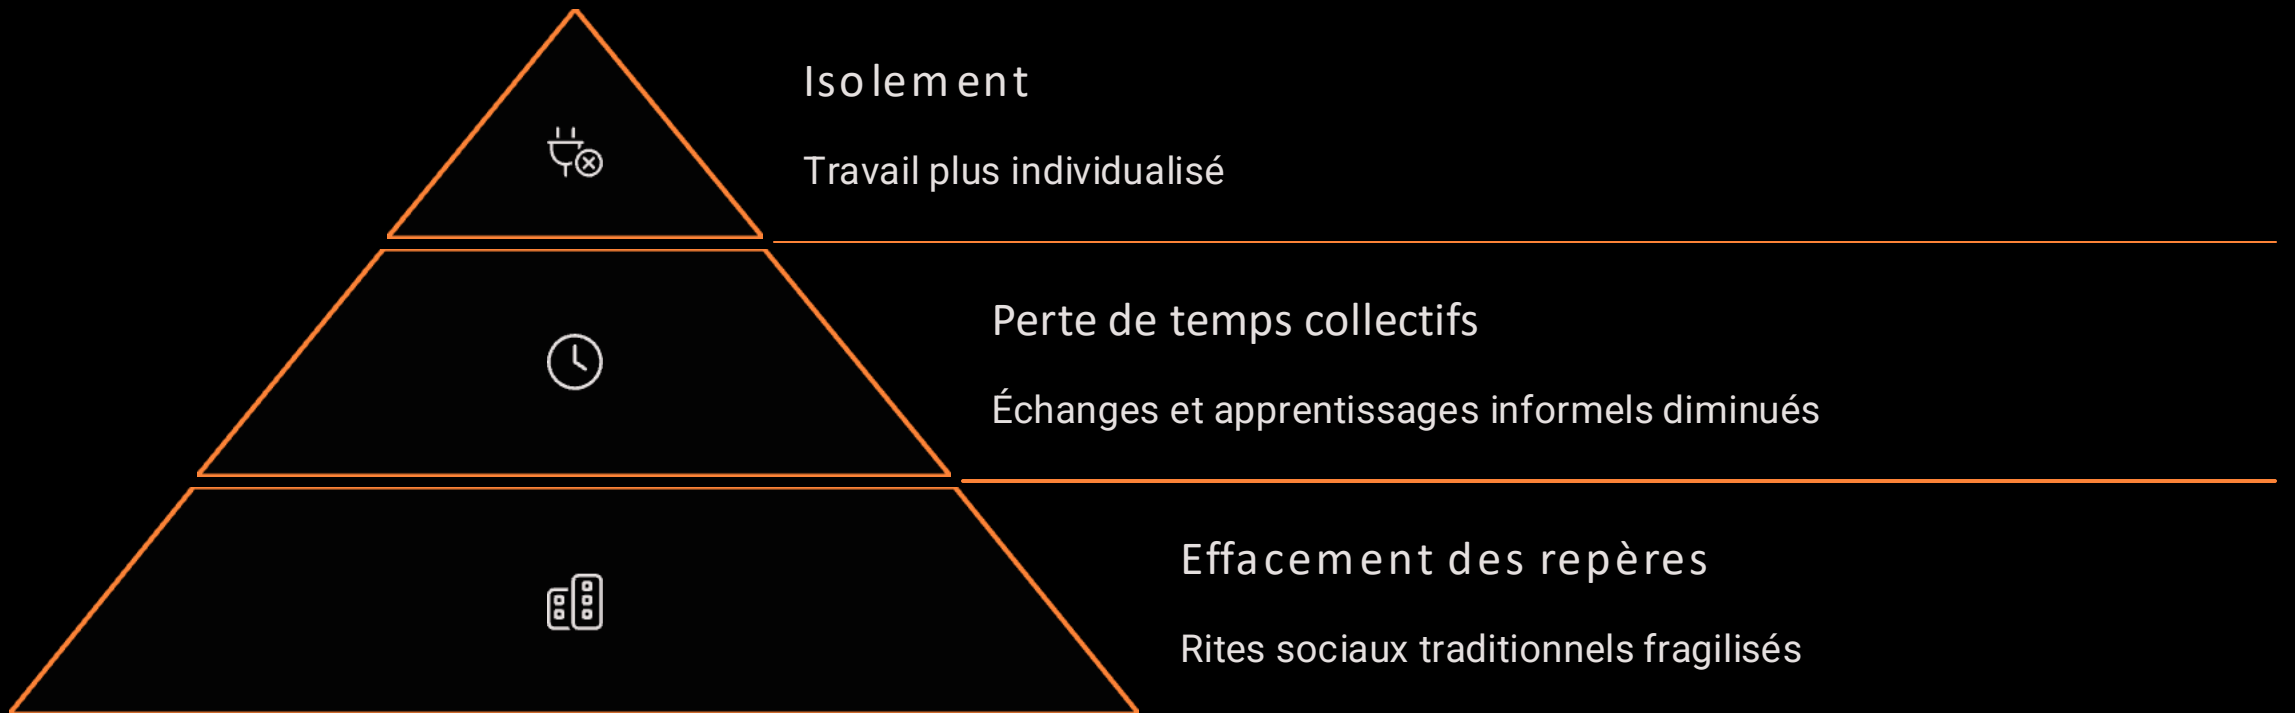 Isolement
Travail plus individualisé
Perte de temps collectifs
Échanges et apprentissages informels diminués
Effacement des repères
Rites sociaux traditionnels fragilisés